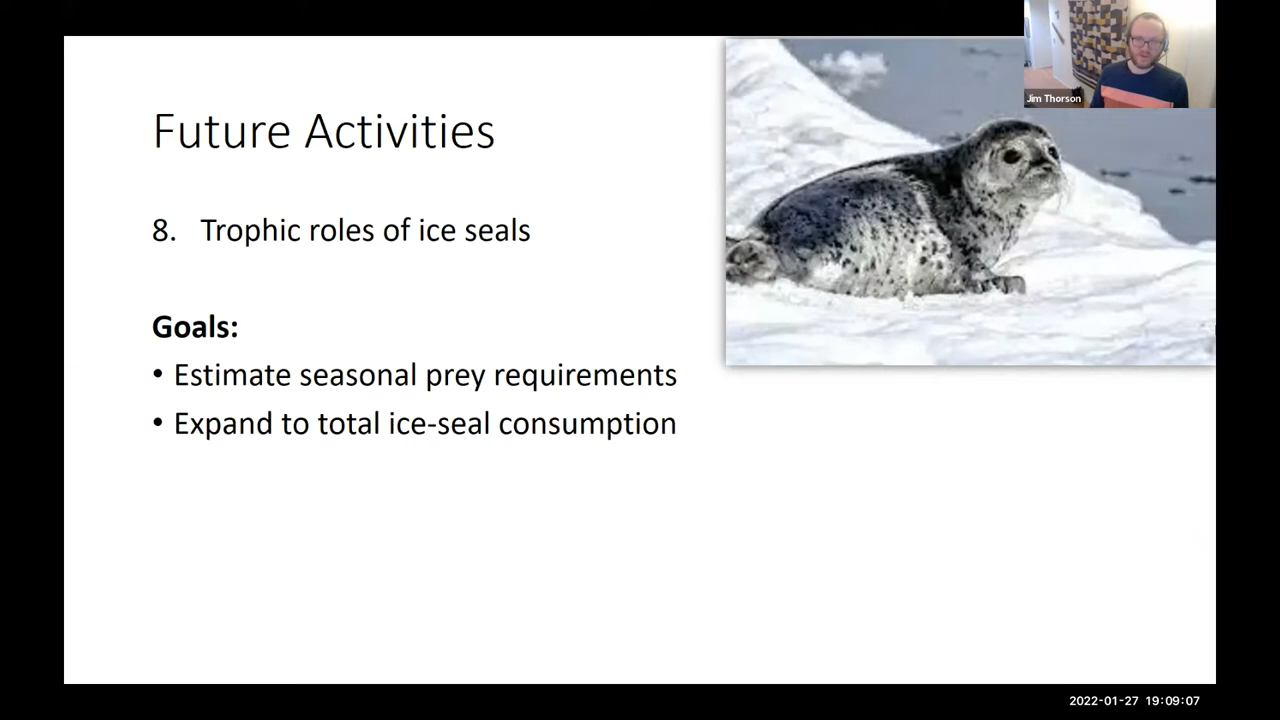 Jim Thorson
Future Activities
8. Trophic roles of ice seals
Goals:
• Estimate seasonal prey requirements
• Expand to total ice-seal consumption
2022-01-27 19:09:07